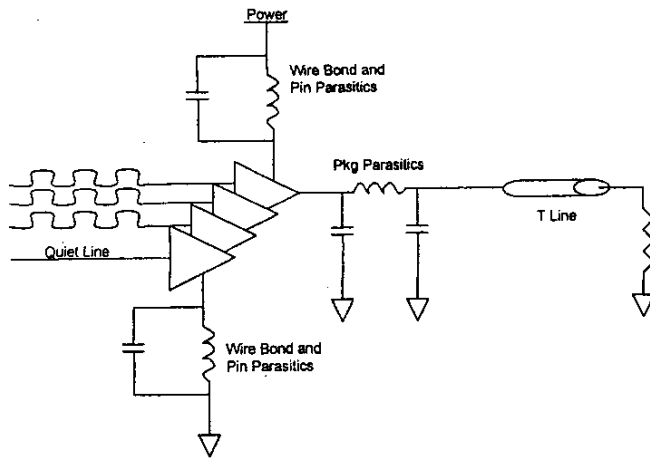 Power
Wire Bond and
Pin Parasitics
Pkg Parasitics
T Line
Quiet Line
Wire Bond and
Pin Parasitics